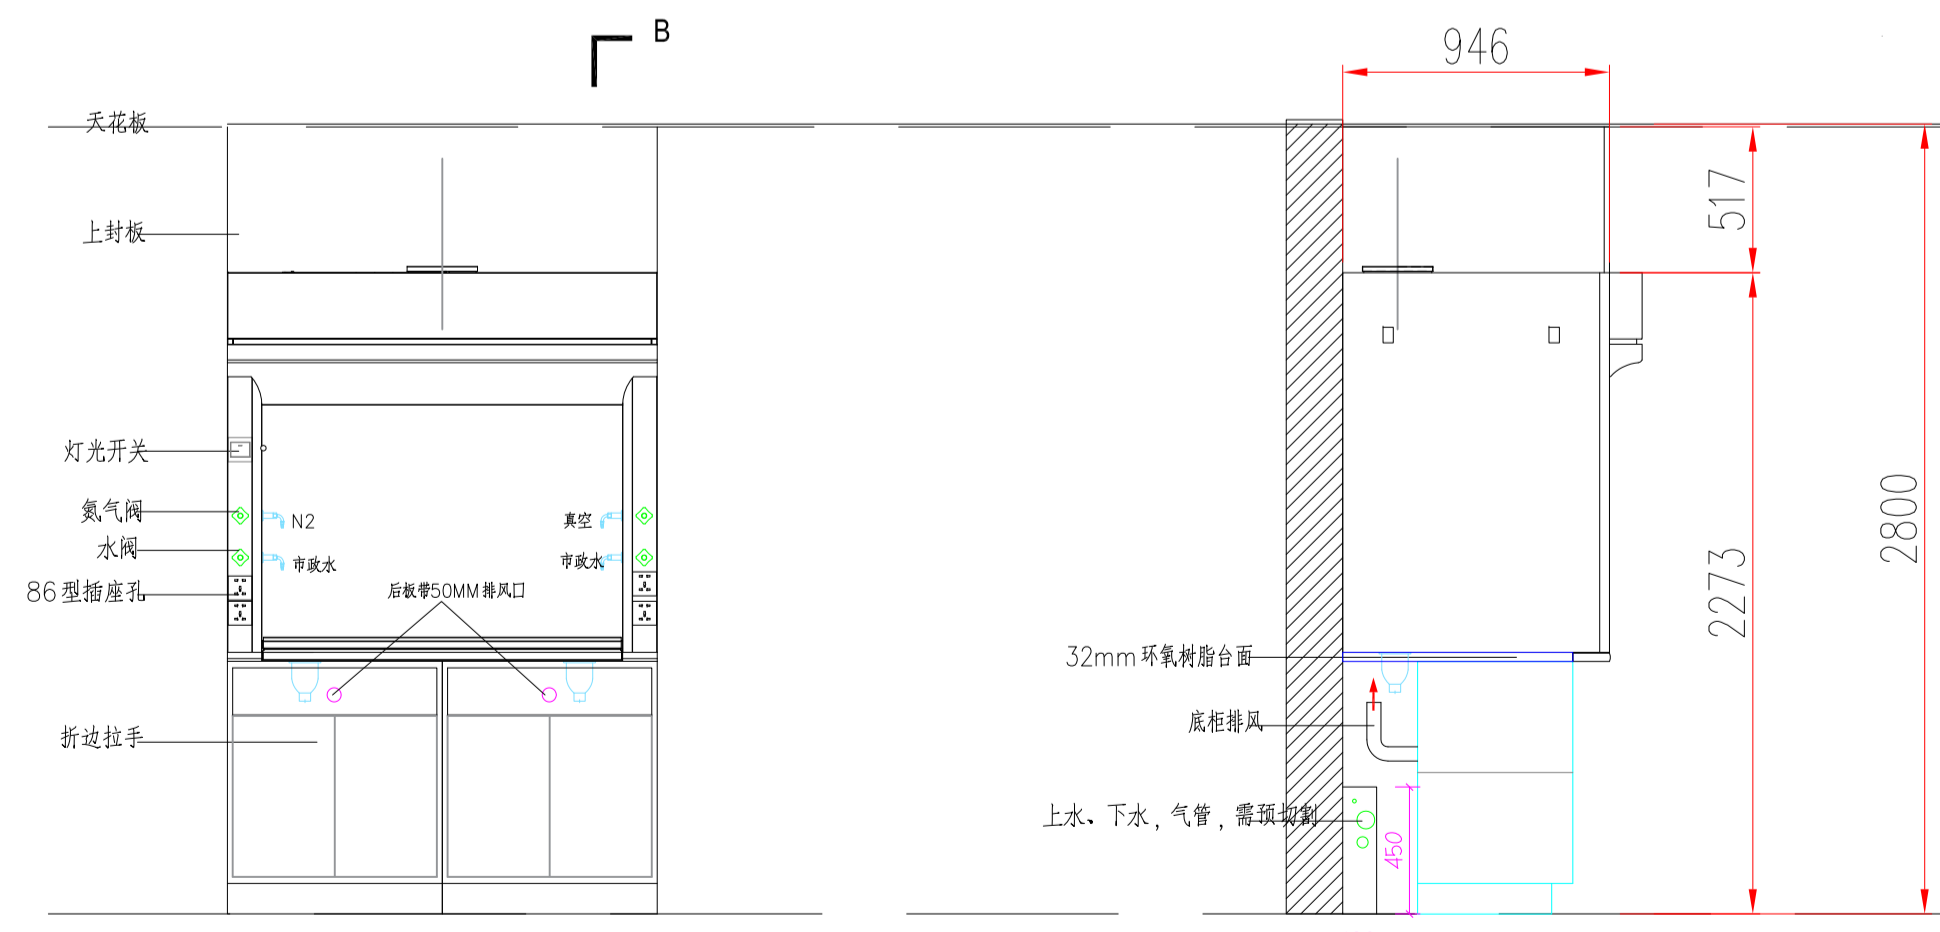 B
946
天花板
517
上封板
灯光开关
氮气阀
N2
真空
水阀
市政水
市政水
86型插座孔
后板带50MM排风口
2800
2273
32mm环氧树脂台面
底柜排风
折边拉手
上水、下水，气管，需预切割
450